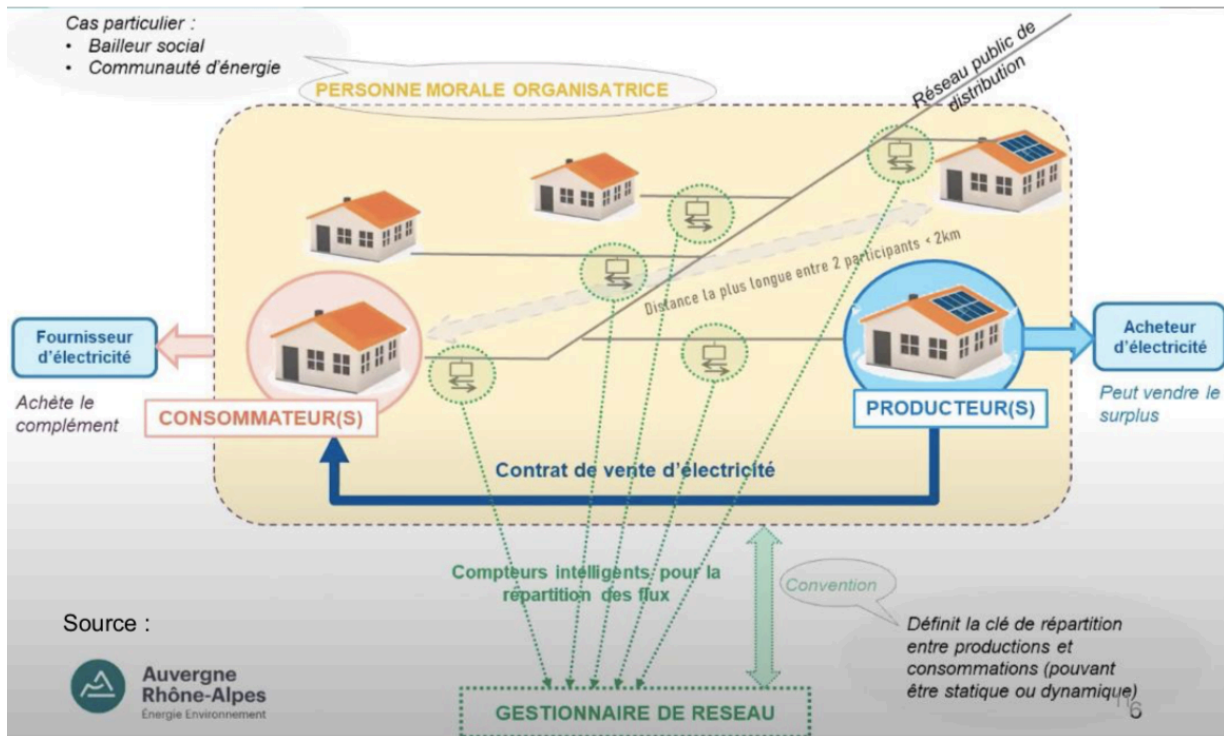 Cas particulier :
• Bailleur social
• Communauté d'énergie
PERSONNE MORALE ORGANISATRICE
Réseau public de
distribution
Distance la plus longue entre 2 participants < 2km
Fournisseur
d'électricité
Achète le
complément
CONSOMMATEUR(S)
PRODUCTEUR(S)
Acheteur
d'électricité
Peut vendre le
surplus
Contrat de vente d'électricité
Compteurs intelligents pour la
répartition des flux
Convention
Définit la clé de répartition
entre productions et
consommations (pouvant
être statique ou dynamique)
Source :
Auvergne
Rhône-Alpes
Énergie Environnement
GESTIONNAIRE DE RESEAU
6